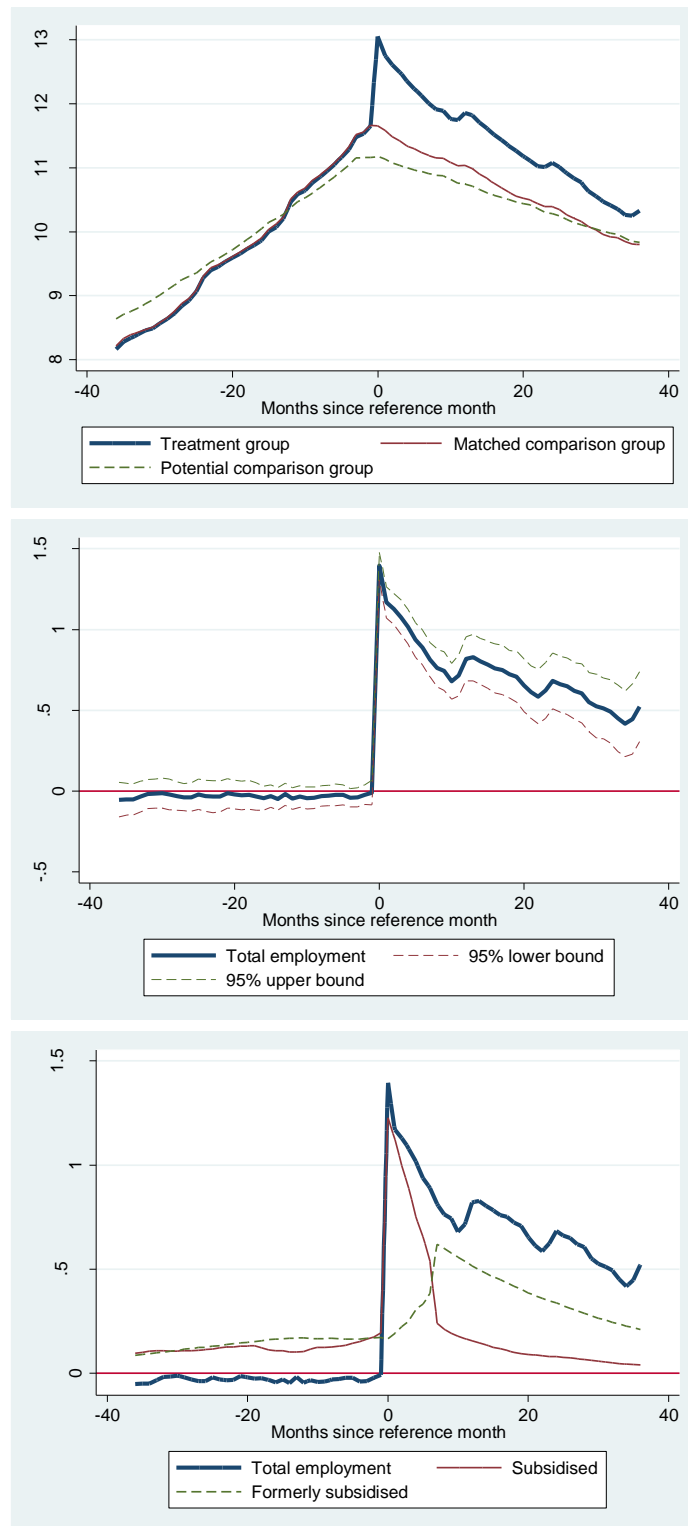 13
12
11
10
9
8
-40 -20 0 20 40
Months since reference month
Treatment group Matched comparison group
Potential comparison group
1.5
1
.5
0
-.5
-40 -20 0 20 40
Months since reference month
Total employment 95% lower bound
95% upper bound
1.5
1
.5
0
-40 -20 0 20 40
Months since reference month
Total employment Subsidised
Formerly subsidised